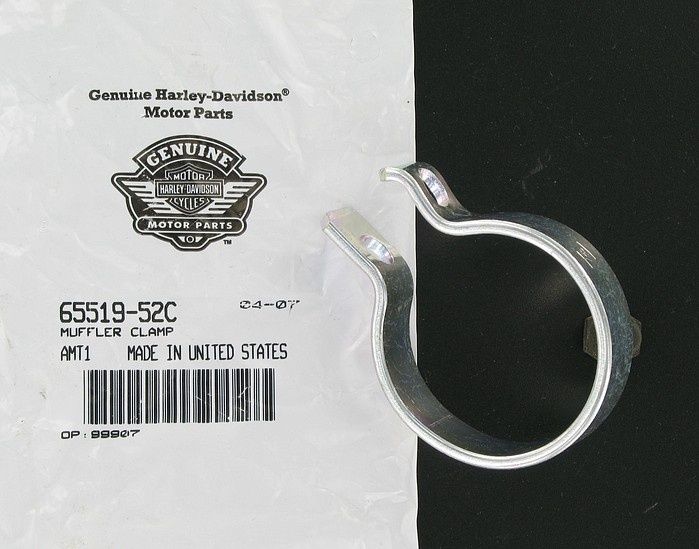 Genuine Harley-Davidson®
Motor Parts
GENUINE
MOTOR
HARLEY-DAVIDSON
CYCLES
MOTOR PARTS
TM
65519-52C 04-07
MUFFLER CLAMP
AMT1 MADE IN UNITED STATES
OP:99907